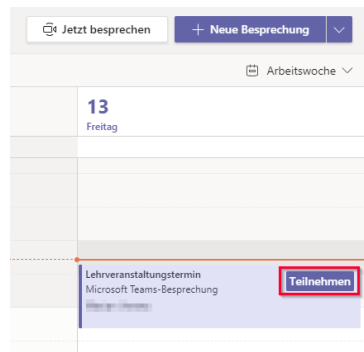 Jetzt besprechen
+ Neue Besprechung
Arbeitswoche
13
Freitag
Lehrveranstaltungstermin
Teilnehmen
Microsoft Teams-Besprechung